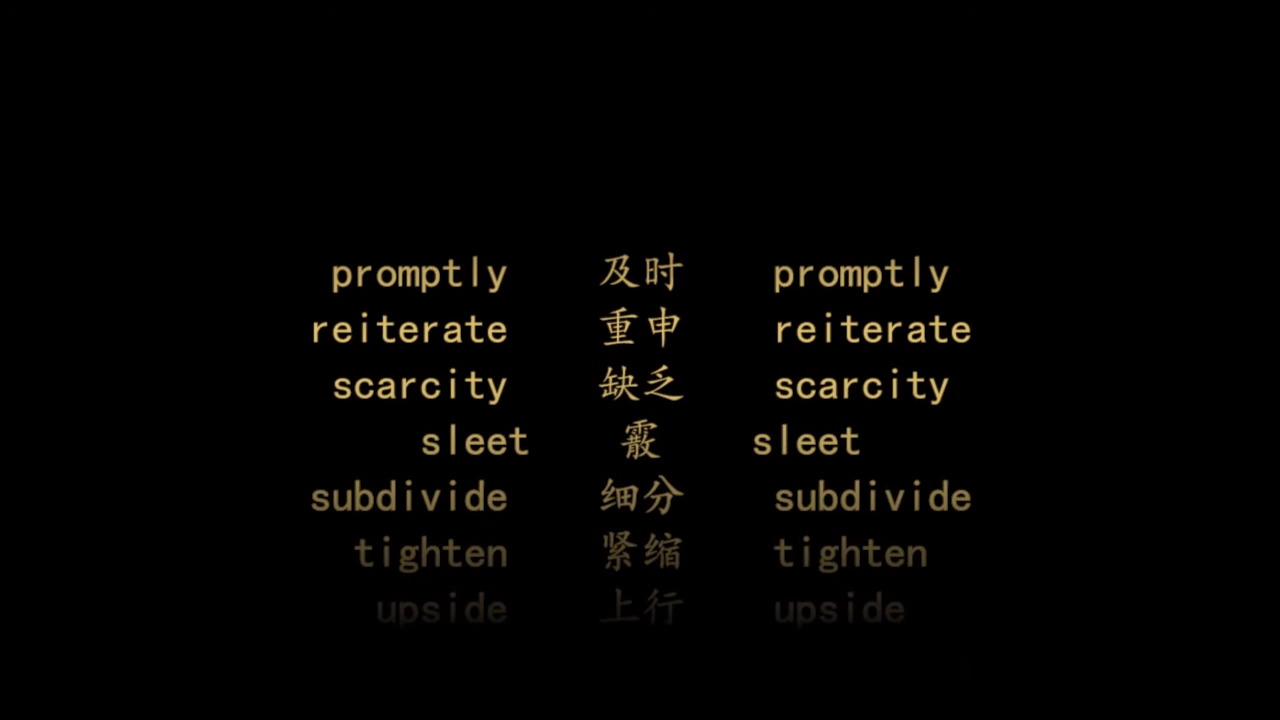 promptly 及时 promptly
reiterate 重申 reiterate
scarcity 缺乏 scarcity
sleet 霰 sleet
subdivide 细分 subdivide
tighten 紧缩 tighten
upside 上行 upside